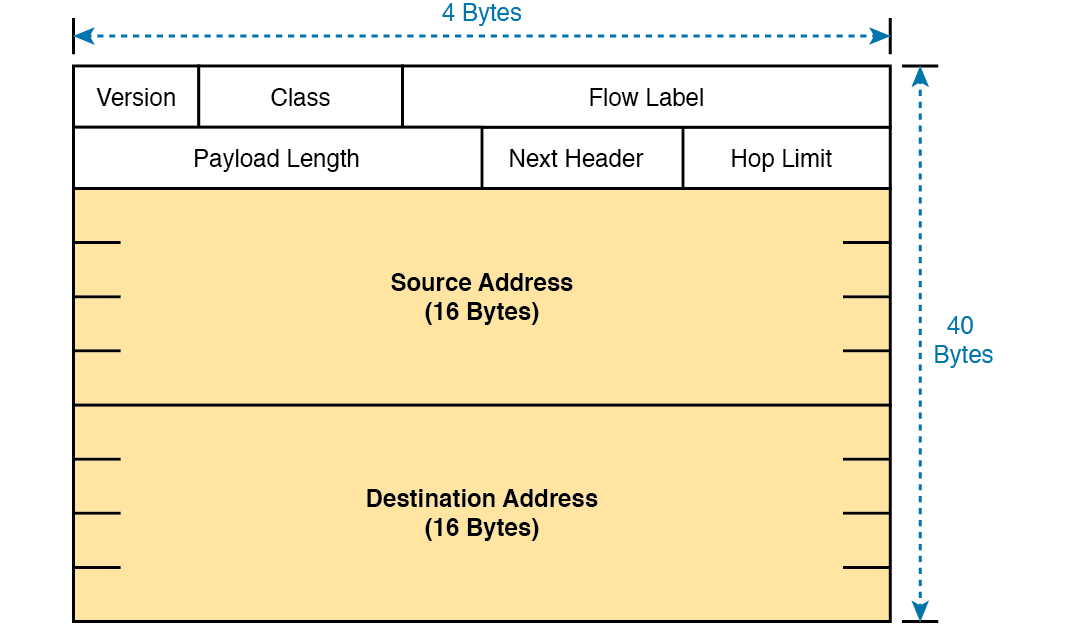 4 Bytes
Version
Class
Flow Label
Payload Length
Next Header
Hop Limit
Source Address
(16 Bytes)
40
Bytes
Destination Address
(16 Bytes)